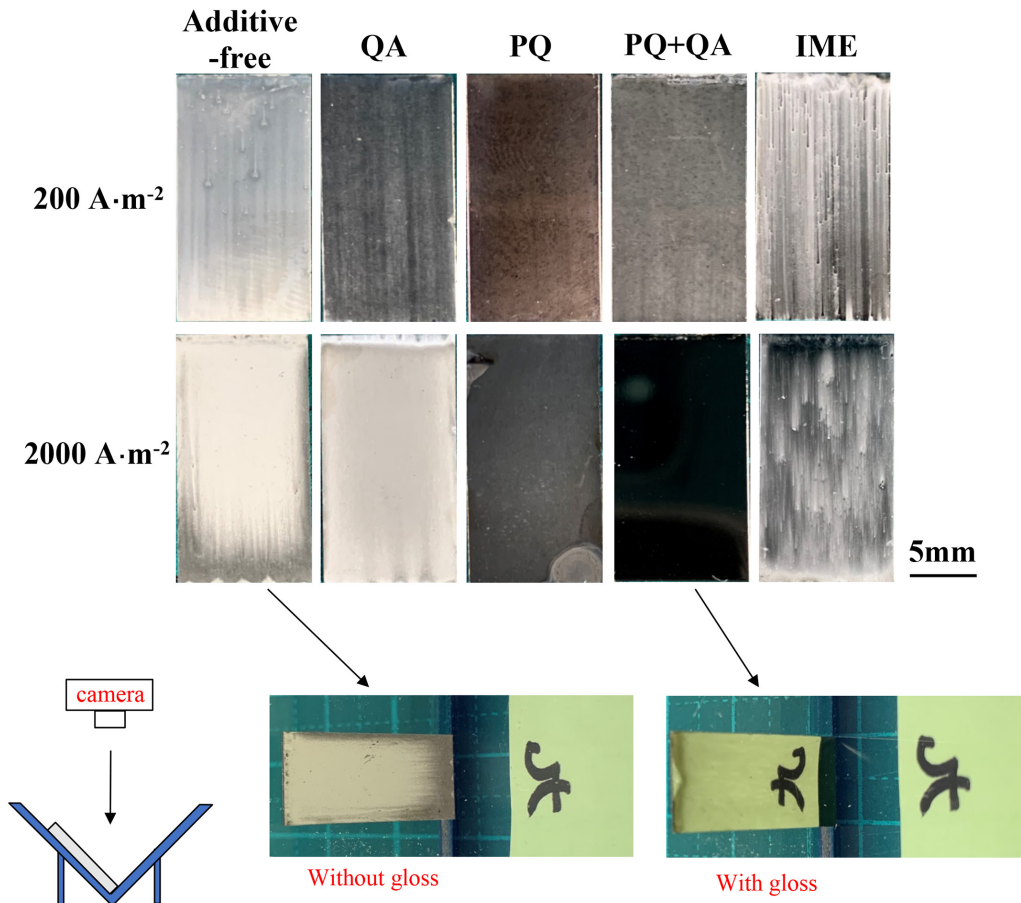 Additive
-free
QA
PQ
PQ+QA
IME
200 A·m⁻²
2000 A·m⁻²
5mm
camera
Without gloss
With gloss